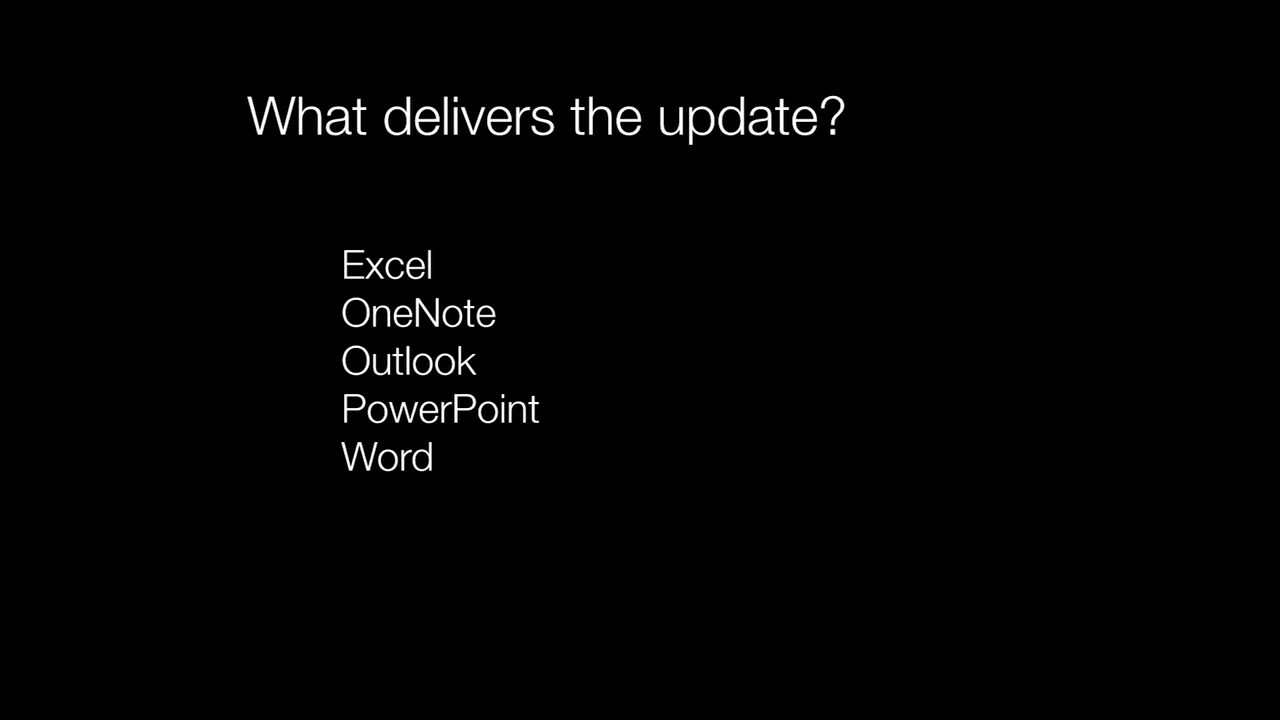 What delivers the update?
Excel
OneNote
Outlook
PowerPoint
Word